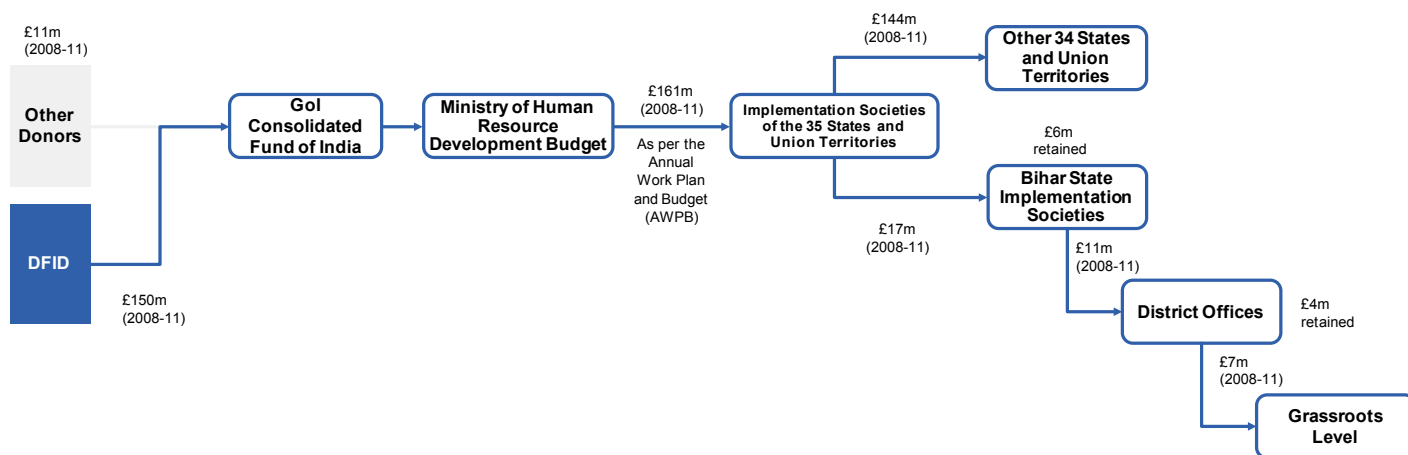 £11m
(2008-11)
Other
Donors
DFID
£150m
(2008-11)
GoI
Consolidated
Fund of India
Ministry of Human
Resource
Development Budget
£161m
(2008-11)
As per the
Annual
Work Plan
and Budget
(AWPB)
Implementation Societies
of the 35 States and
Union Territories
£144m
(2008-11)
Other 34 States
and Union
Territories
£17m
(2008-11)
£6m
retained
Bihar State
Implementation
Societies
£11m
(2008-11)
District Offices
£4m
retained
£7m
(2008-11)
Grassroots
Level